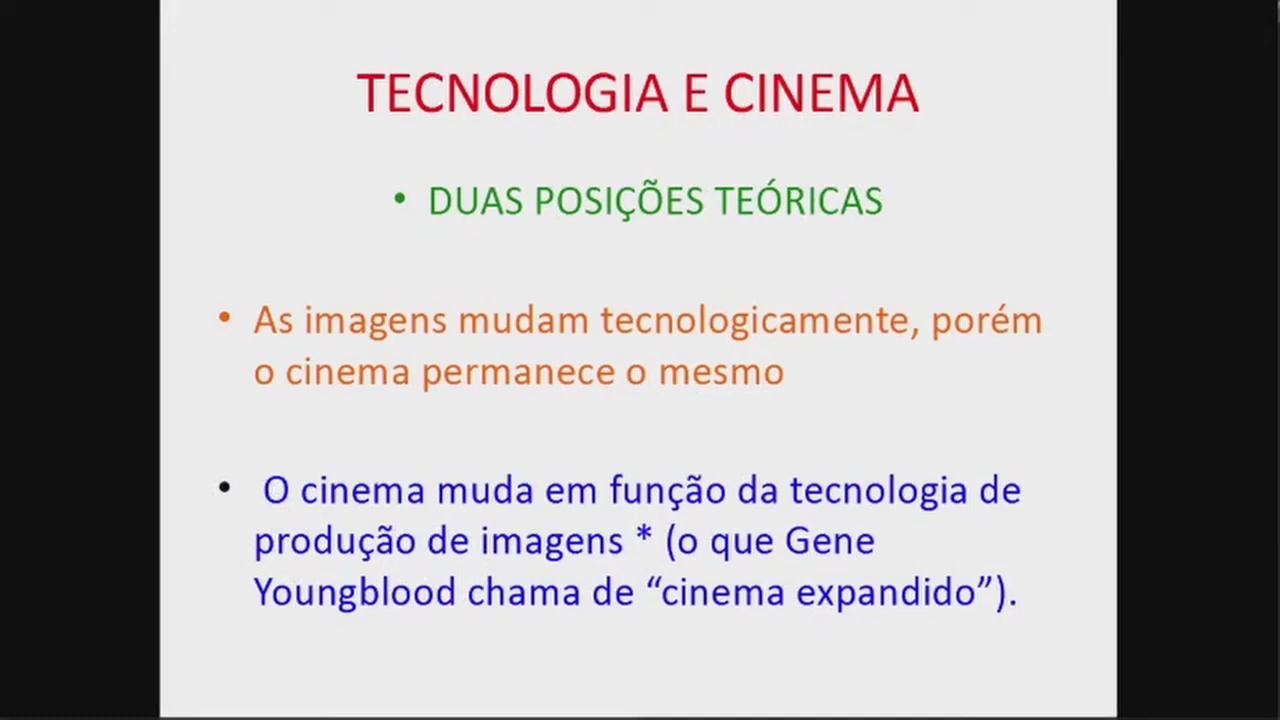 TECNOLOGIA E CINEMA
• DUAS POSIÇÕES TEÓRICAS
• As imagens mudam tecnologicamente, porém
o cinema permanece o mesmo
• O cinema muda em função da tecnologia de
produção de imagens * (o que Gene
Youngblood chama de “cinema expandido”).